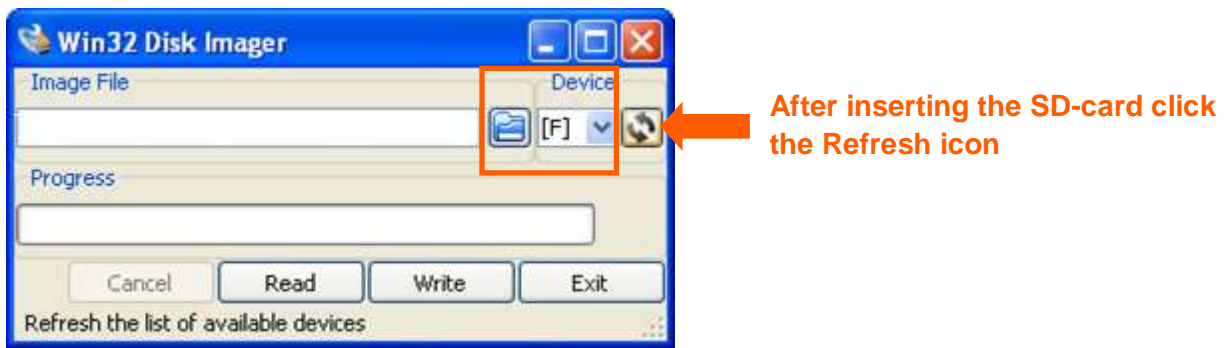 Win32 Disk Imager
Image File
Device
[F]
After inserting the SD-card click
the Refresh icon
Progress
Cancel
Read
Write
Exit
Refresh the list of available devices